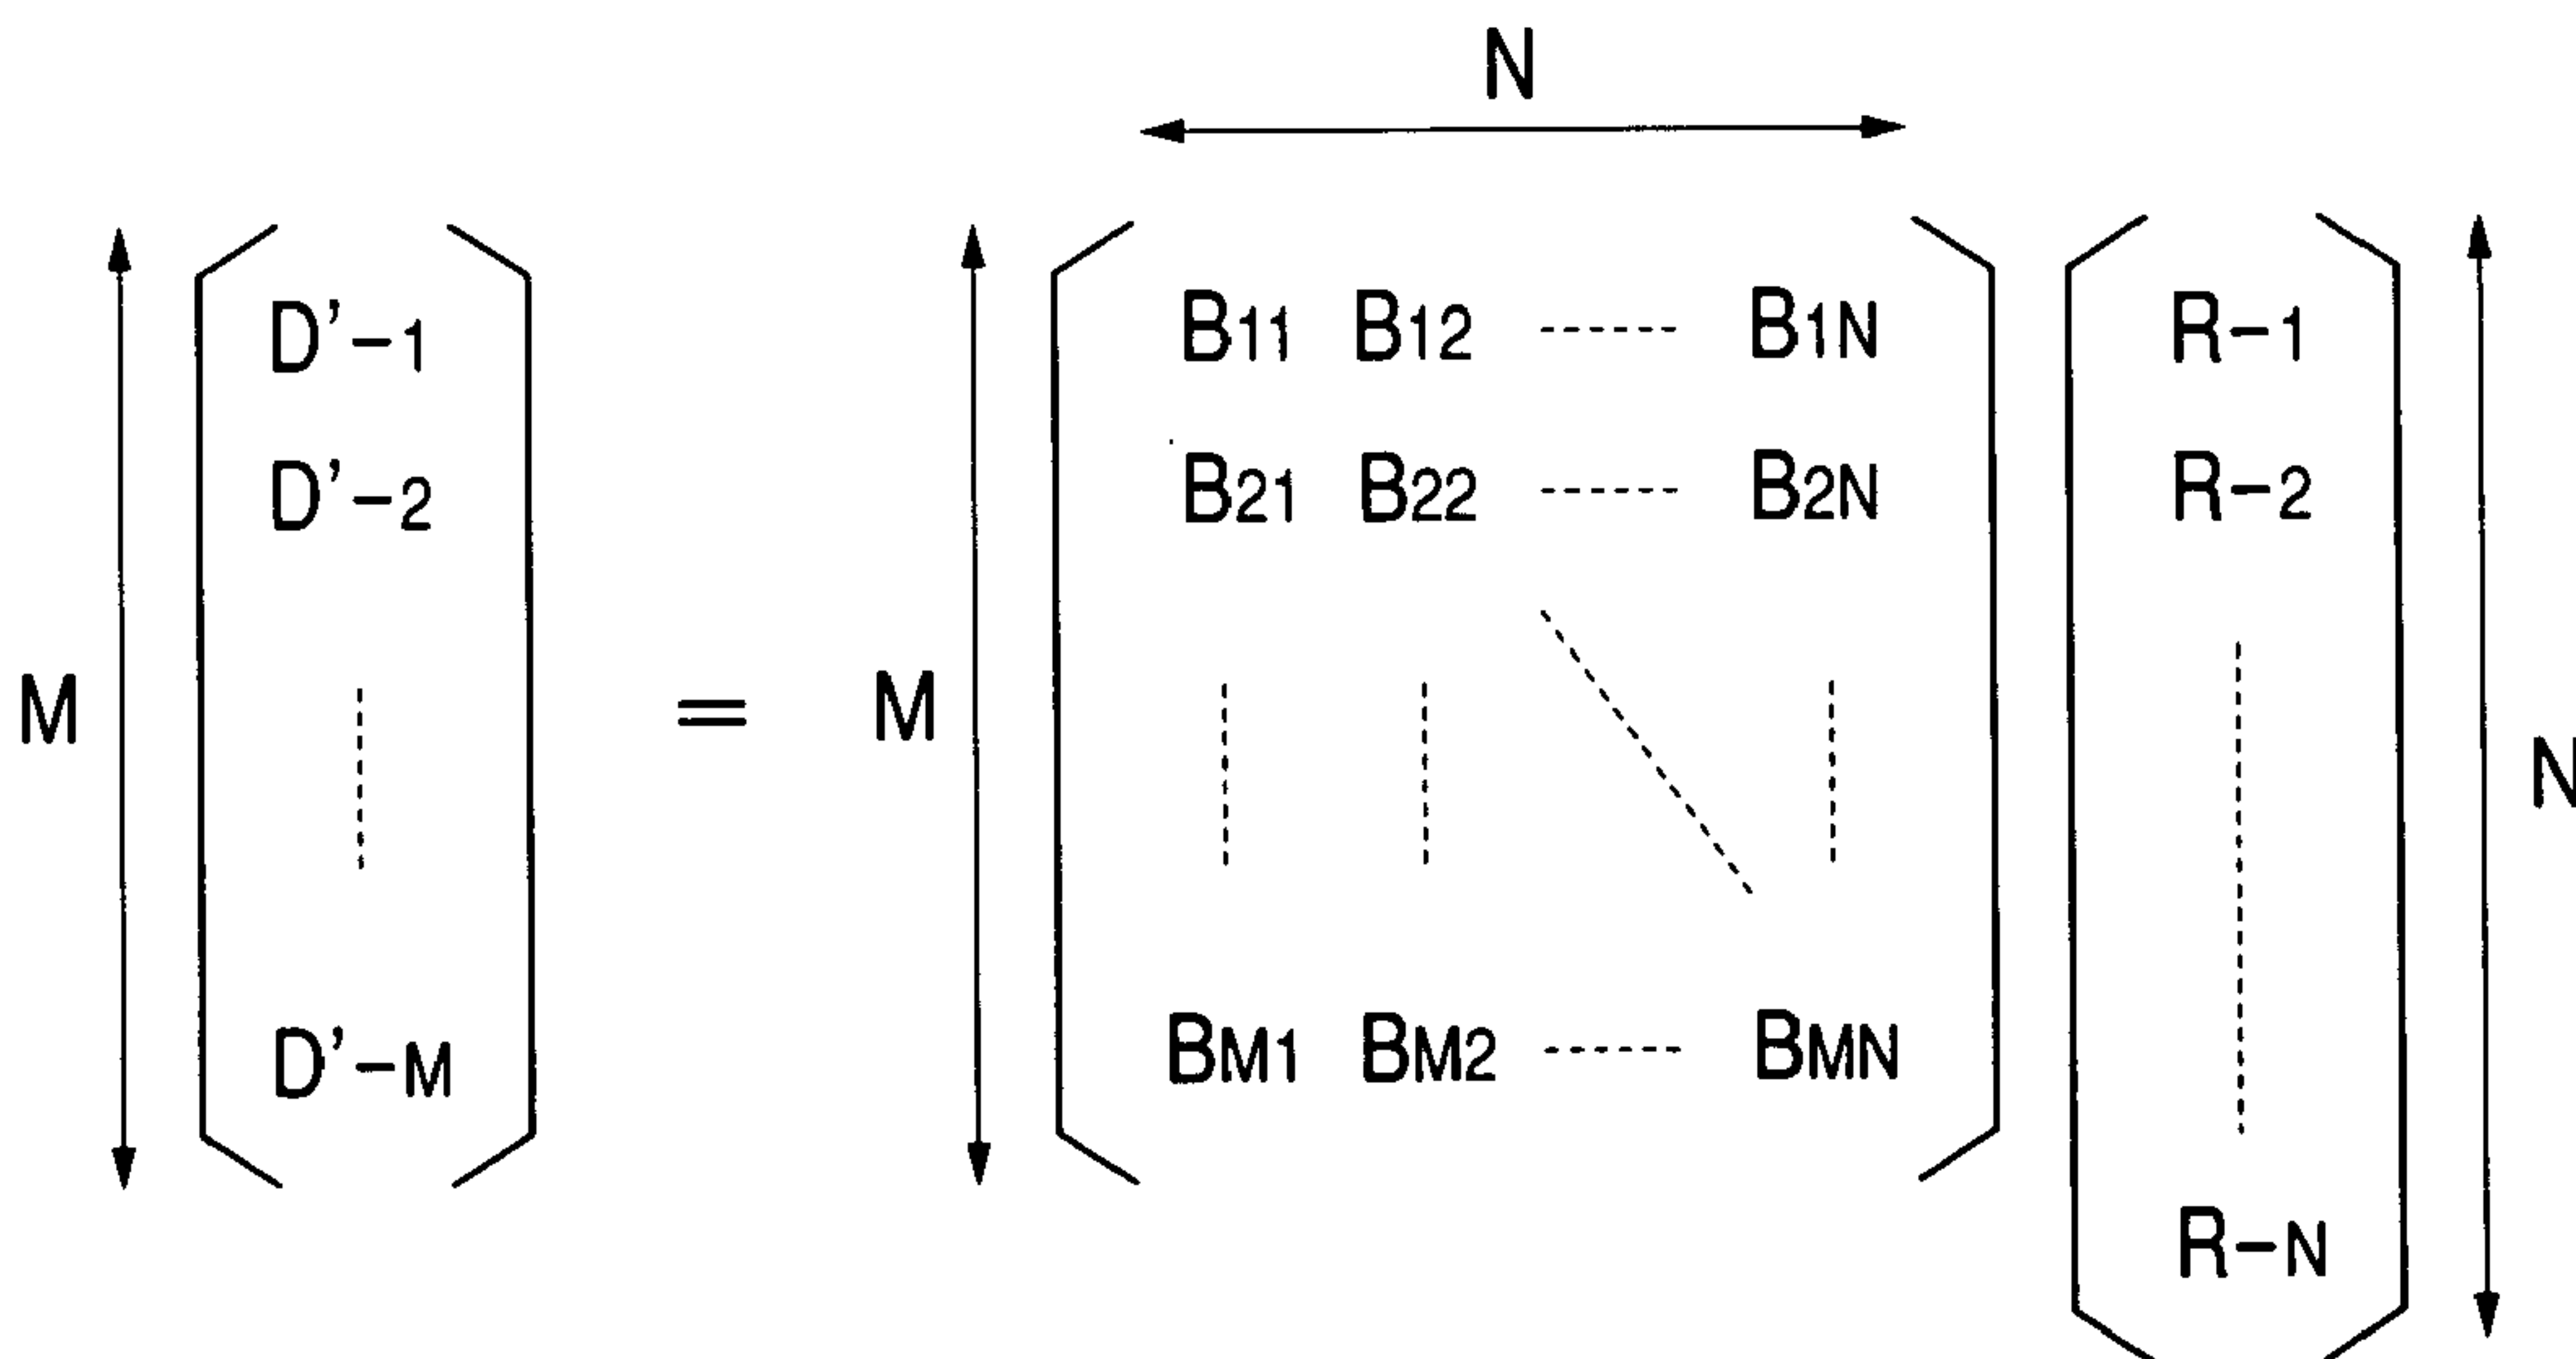 N
D'-1 B11 B12 ------ B1N R-1
D'-2 B21 B22 ------ B2N R-2
M = M N
D'-M BM1 BM2 ------ BMN
R-N